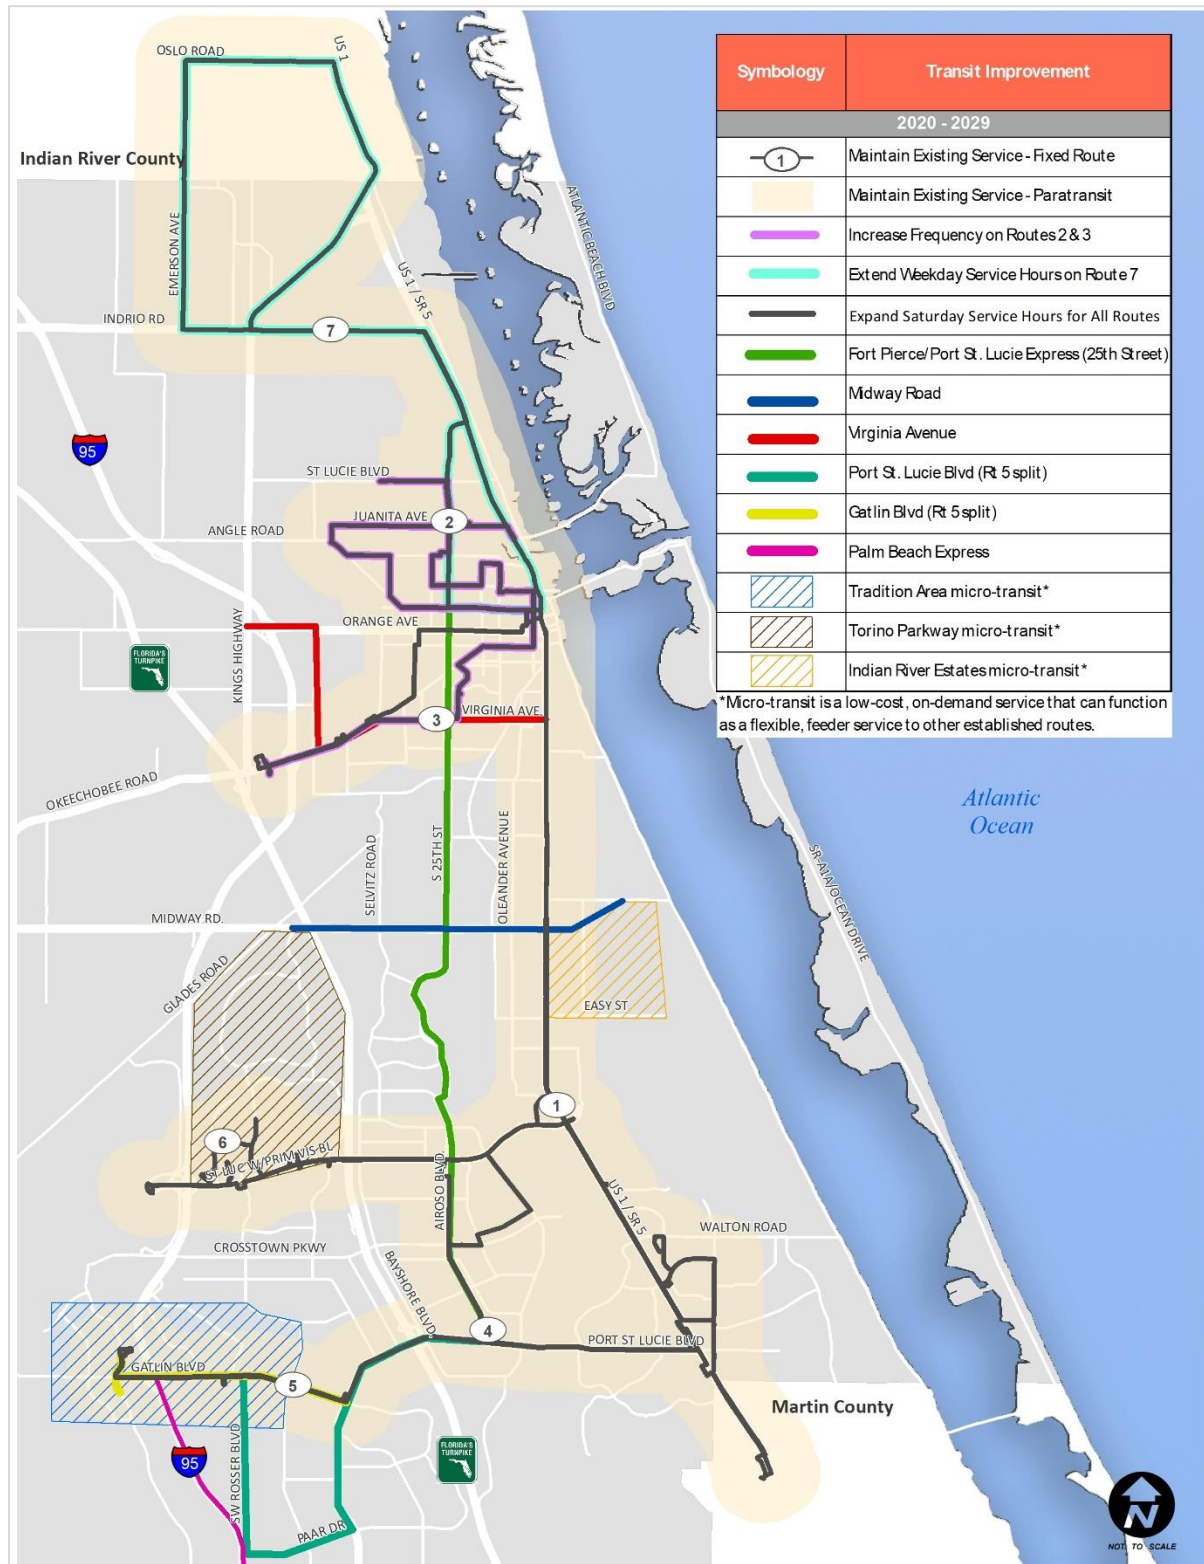 OSLO ROAD
US 1
Indian River County
EMERSON AVE
US 1 / SR 5
ATLANTIC BEACH BLVD
INDRIO RD
7
95
ST LUCIE BLVD
JUANITA AVE
2
ANGLE ROAD
ORANGE AVE
KINGS HIGHWAY
FLORIDA'S
TURNPIKE
VIRGINIA AVE.
3
OKEECHOBEE ROAD
SELVITZ ROAD
S 25TH ST
OLEANDER AVENUE
Atlantic
Ocean
SR-A1A/OCEAN DRIVE
MIDWAY RD.
GLADES ROAD
EASY ST
1
6
ST LUC W/PRIM VIS BL
AIROSO BLVD.
US 1 / SR 5
WALTON ROAD
CROSSTOWN PKWY
BAYSHORE BLVD.
4
PORT ST LUCIE BLVD
GATLIN BLVD
5
Martin County
SW ROSSER BLVD
95
FLORIDA'S
TURNPIKE
PAAR DR
N
NOT TO SCALE
Symbology Transit Improvement
2020 - 2029
1 Maintain Existing Service - Fixed Route
Maintain Existing Service - Paratransit
Increase Frequency on Routes 2 & 3
Extend Weekday Service Hours on Route 7
Expand Saturday Service Hours for All Routes
Fort Pierce/Port St. Lucie Express (25th Street)
Midway Road
Virginia Avenue
Port St. Lucie Blvd (Rt 5 split)
Gatlin Blvd (Rt 5 split)
Palm Beach Express
Tradition Area micro-transit*
Torino Parkway micro-transit*
Indian River Estates micro-transit*
*Micro-transit is a low-cost, on-demand service that can function
as a flexible, feeder service to other established routes.